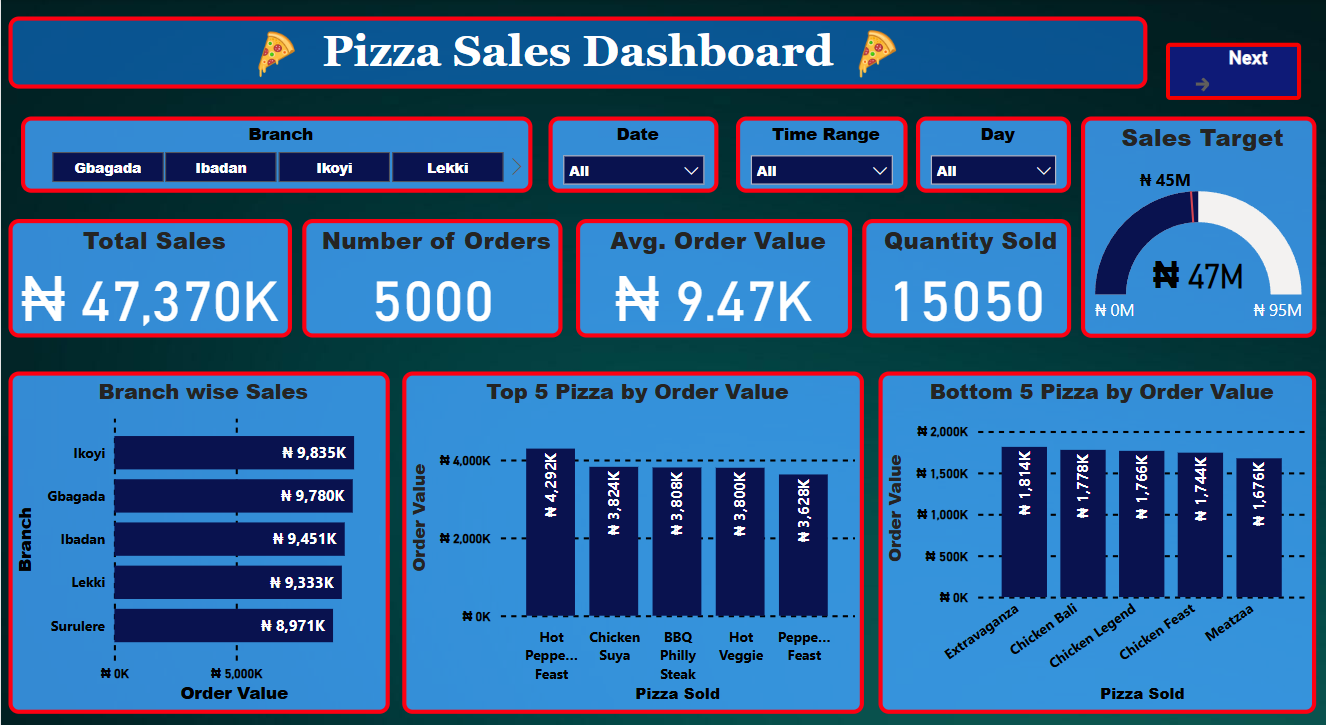 Pizza Sales Dashboard
Next
Branch
Gbagada Ibadan Ikoyi Lekki
Date
All
Time Range
All
Day
All
Sales Target
₦ 45M
₦ 47M
₦ 0M
₦ 95M
Total Sales
₦ 47,370K
Number of Orders
5000
Avg. Order Value
₦ 9.47K
Quantity Sold
15050
Branch wise Sales
Branch
Ikoyi ₦ 9,835K
Gbagada ₦ 9,780K
Ibadan ₦ 9,451K
Lekki ₦ 9,333K
Surulere ₦ 8,971K
₦ 0K ₦ 5,000K
Order Value
Top 5 Pizza by Order Value
Order Value
₦ 4,000K
₦ 2,000K
₦ 0K
₦ 4,292K
₦ 3,824K
₦ 3,808K
₦ 3,800K
₦ 3,628K
Hot Peppe... Feast
Chicken Suya
BBQ Philly Steak
Hot Veggie
Peppe... Feast
Pizza Sold
Bottom 5 Pizza by Order Value
Order Value
₦ 2,000K
₦ 1,500K
₦ 1,000K
₦ 500K
₦ 0K
₦ 1,814K
₦ 1,778K
₦ 1,766K
₦ 1,744K
₦ 1,676K
Extravaganza
Chicken Bali
Chicken Legend
Chicken Feast
Meatzaa
Pizza Sold